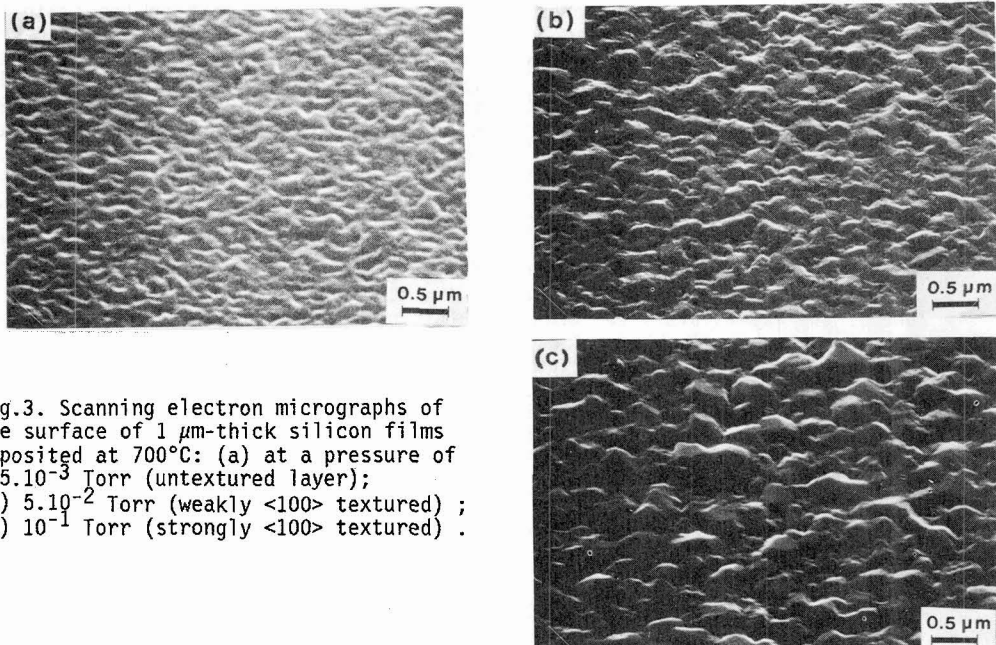 (a)
0.5 µm
(b)
0.5 µm
(c)
0.5 µm
g.3. Scanning electron micrographs of
e surface of 1 µm-thick silicon films
posited at 700°C: (a) at a pressure of
5.10⁻³ Torr (untextured layer);
) 5.10⁻² Torr (weakly <100> textured) ;
) 10⁻¹ Torr (strongly <100> textured) .